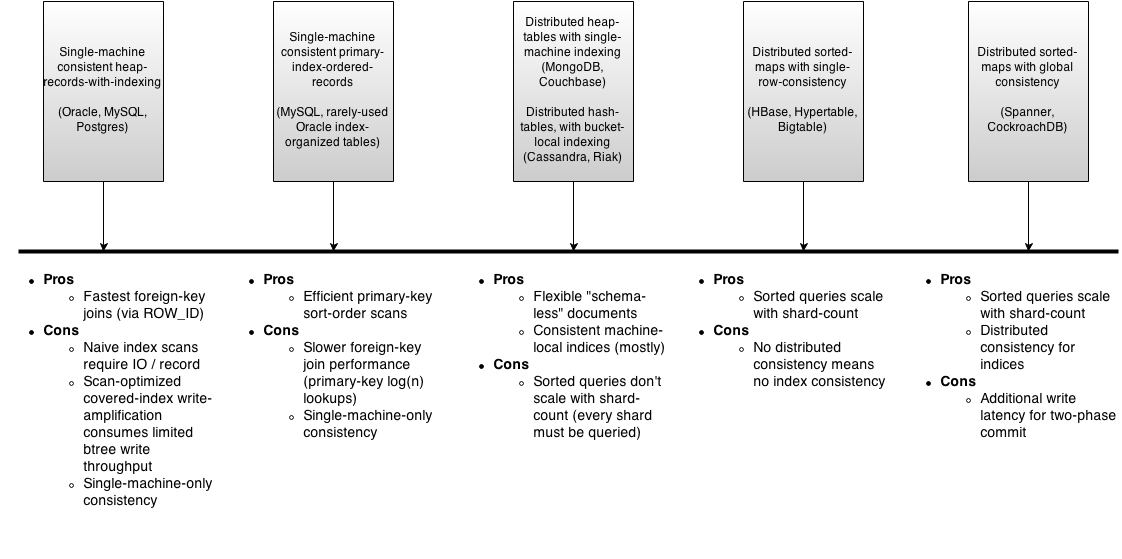 Single-machine
consistent heap-
records-with-indexing
(Oracle, MySQL,
Postgres)
Single-machine
consistent primary-
index-ordered-
records
(MySQL, rarely-used
Oracle index-
organized tables)
Distributed heap-
tables with single-
machine indexing
(MongoDB,
Couchbase)
Distributed hash-
tables, with bucket-
local indexing
(Cassandra, Riak)
Distributed sorted-
maps with single-
row-consistency
(HBase, Hypertable,
Bigtable)
Distributed sorted-
maps with global
consistency
(Spanner,
CockroachDB)
• Pros
◦ Fastest foreign-key
joins (via ROW_ID)
• Cons
◦ Naive index scans
require IO / record
◦ Scan-optimized
covered-index write-
amplification
consumes limited
btree write
throughput
◦ Single-machine-only
consistency
• Pros
◦ Efficient primary-key
sort-order scans
• Cons
◦ Slower foreign-key
join performance
(primary-key log(n)
lookups)
◦ Single-machine-only
consistency
• Pros
◦ Flexible "schema-
less" documents
◦ Consistent machine-
local indices (mostly)
• Cons
◦ Sorted queries don't
scale with shard-
count (every shard
must be queried)
• Pros
◦ Sorted queries scale
with shard-count
• Cons
◦ No distributed
consistency means
no index consistency
• Pros
◦ Sorted queries scale
with shard-count
◦ Distributed
consistency for
indices
• Cons
◦ Additional write
latency for two-phase
commit